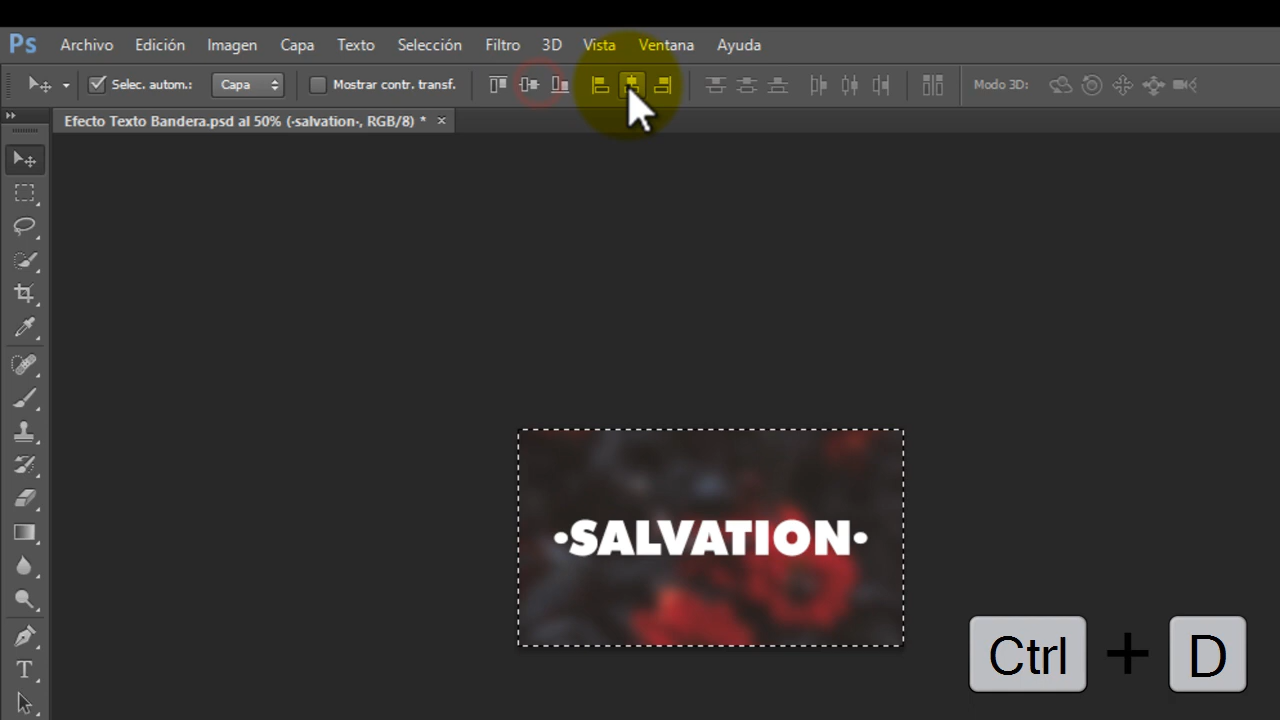 Ps Archivo Edición Imagen Capa Texto Selección Filtro 3D Vista Ventana Ayuda
Selec. autom.: Capa Mostrar contr. transf. Modo 3D:
Efecto Texto Bandera.psd al 50% (·salvation·, RGB/8) * ×
·SALVATION·
Ctrl + D
T